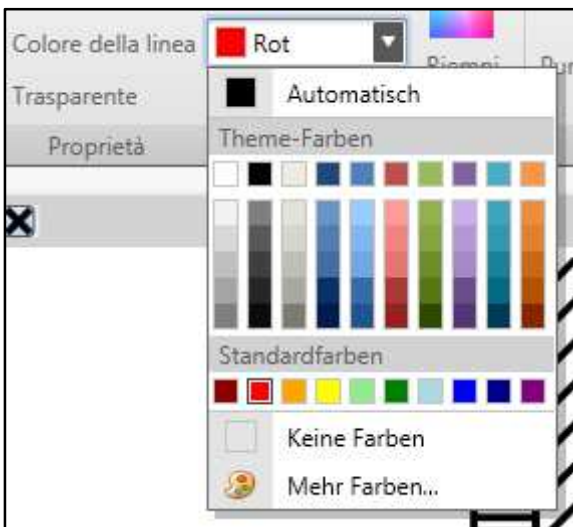 Colore della linea
Rot
Trasparente
Proprietà
Automatisch
Theme-Farben
Standardfarben
Keine Farben
Mehr Farben...